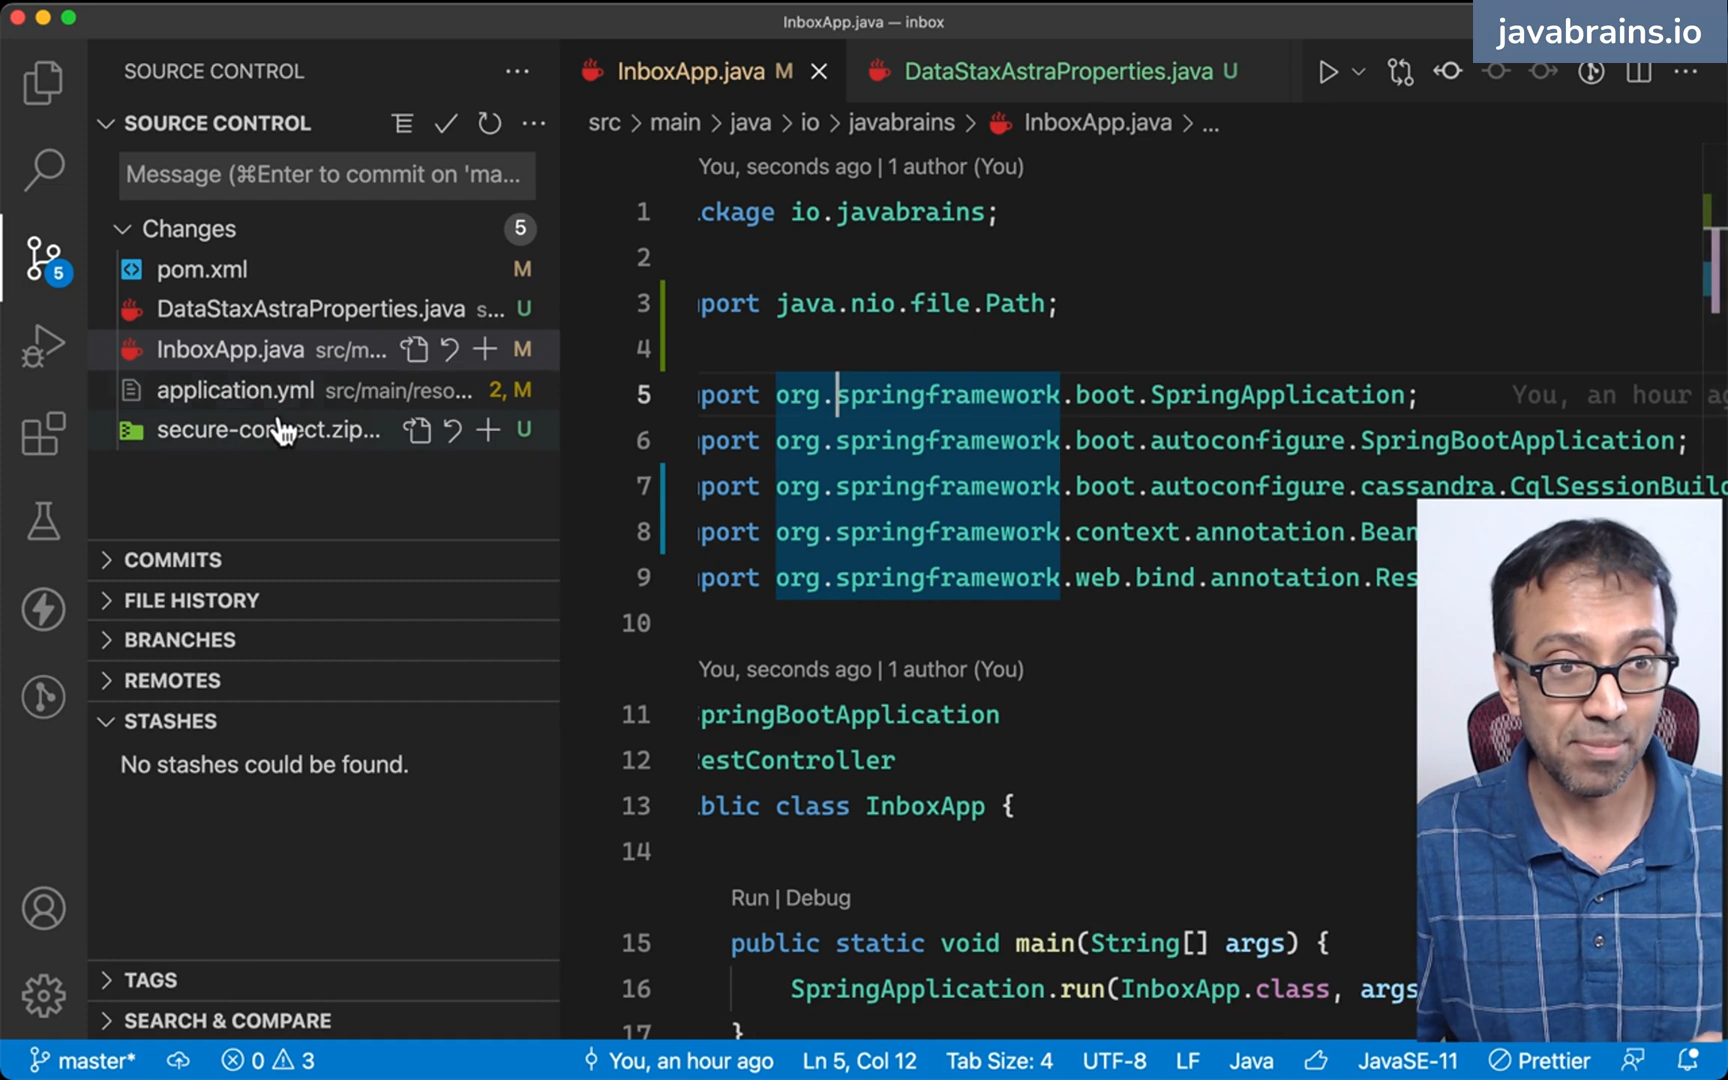 InboxApp.java — inbox
javabrains.io
SOURCE CONTROL
SOURCE CONTROL
Message (⌘Enter to commit on 'ma...
Changes 5
5
pom.xml M
DataStaxAstraProperties.java s... U
InboxApp.java src/m... M
application.yml src/main/reso... 2, M
secure-connect.zip... U
COMMITS
FILE HISTORY
BRANCHES
REMOTES
STASHES
No stashes could be found.
TAGS
SEARCH & COMPARE
InboxApp.java M
DataStaxAstraProperties.java U
src > main > java > io > javabrains > InboxApp.java > ...
You, seconds ago | 1 author (You)
1 ckage io.javabrains;
2
3 port java.nio.file.Path;
4
5 port org.springframework.boot.SpringApplication; You, an hour a
6 port org.springframework.boot.autoconfigure.SpringBootApplication;
7 port org.springframework.boot.autoconfigure.cassandra.CqlSessionBuil
8 port org.springframework.context.annotation.Bean
9 port org.springframework.web.bind.annotation.Res
10
You, seconds ago | 1 author (You)
11 pringBootApplication
12 estController
13 blic class InboxApp {
14
Run | Debug
15 public static void main(String[] args) {
16 SpringApplication.run(InboxApp.class, args
17 }
master* 0 3 You, an hour ago Ln 5, Col 12 Tab Size: 4 UTF-8 LF Java JavaSE-11 Prettier